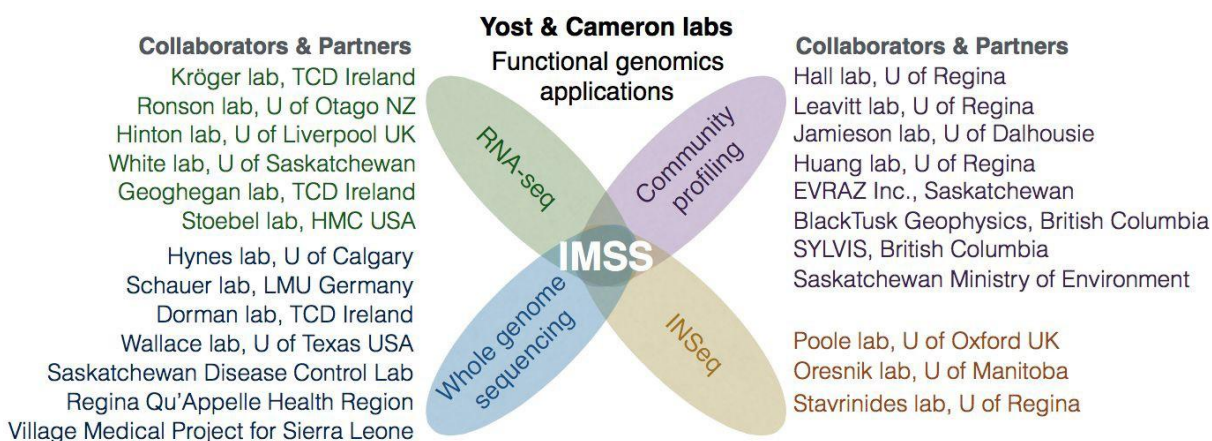 Yost & Cameron labs
Functional genomics
applications
Collaborators & Partners
Kröger lab, TCD Ireland
Ronson lab, U of Otago NZ
Hinton lab, U of Liverpool UK
White lab, U of Saskatchewan
Geoghegan lab, TCD Ireland
Stoebel lab, HMC USA
Hynes lab, U of Calgary
Schauer lab, LMU Germany
Dorman lab, TCD Ireland
Wallace lab, U of Texas USA
Saskatchewan Disease Control Lab
Regina Qu'Appelle Health Region
Village Medical Project for Sierra Leone
RNA-seq
Community
profiling
IMSS
Whole genome
sequencing
INSeq
Collaborators & Partners
Hall lab, U of Regina
Leavitt lab, U of Regina
Jamieson lab, U of Dalhousie
Huang lab, U of Regina
EVRAZ Inc., Saskatchewan
BlackTusk Geophysics, British Columbia
SYLVIS, British Columbia
Saskatchewan Ministry of Environment
Poole lab, U of Oxford UK
Oresnik lab, U of Manitoba
Stavrinides lab, U of Regina